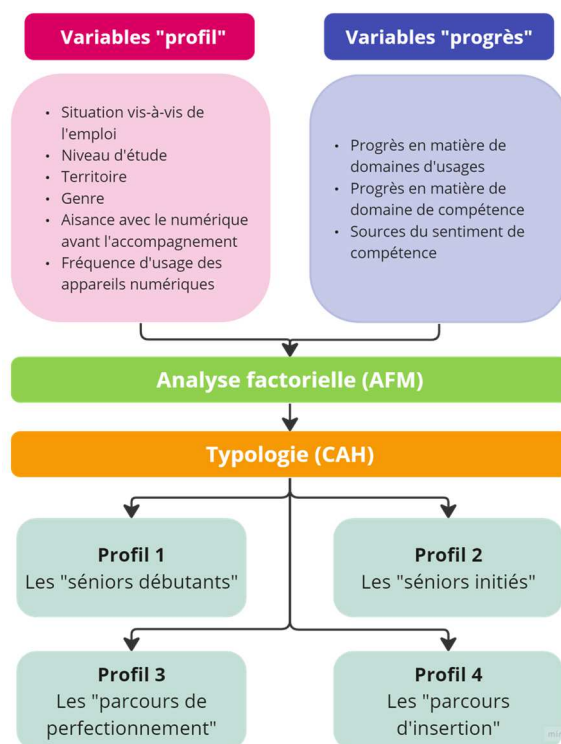 Variables "profil"
Variables "progrès"
• Situation vis-à-vis de
l'emploi
• Niveau d'étude
• Territoire
• Genre
• Aisance avec le numérique
avant l'accompagnement
• Fréquence d'usage des
appareils numériques
• Progrès en matière de
domaines d'usages
• Progrès en matière de
domaine de compétence
• Sources du sentiment de
compétence
Analyse factorielle (AFM)
Typologie (CAH)
Profil 1
Les "séniors débutants"
Profil 2
Les "séniors initiés"
Profil 3
Les "parcours de
perfectionnement"
Profil 4
Les "parcours
d'insertion"